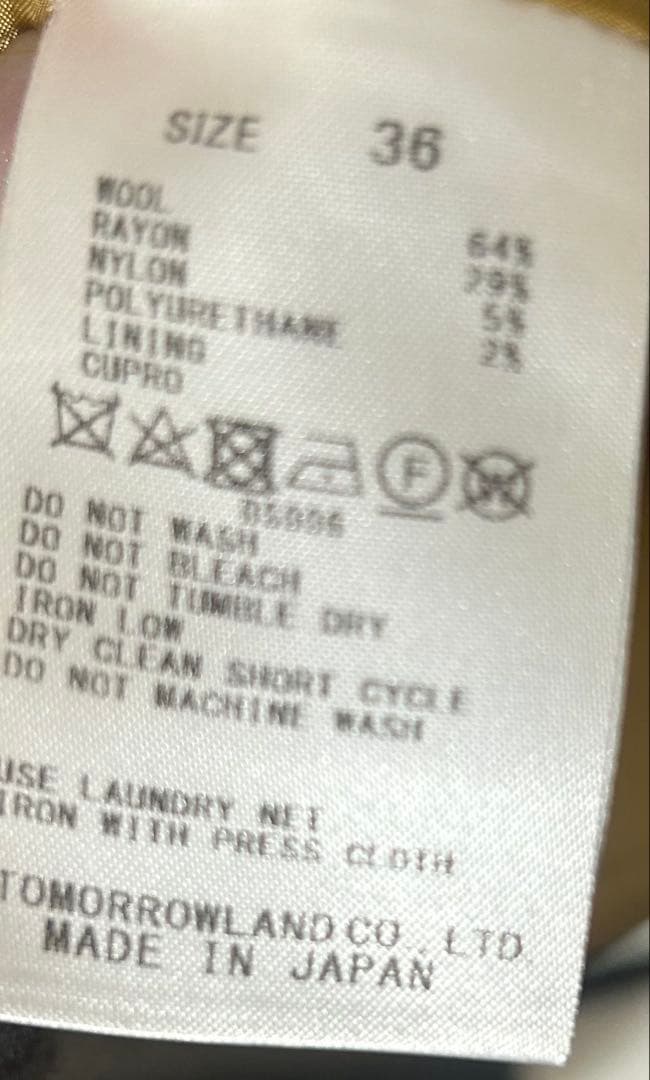 SIZE 36
WOOL 64%
RAYON 29%
NYLON 5%
POLYURETHANE 2%
LINING
CUPRO
F W
05006
DO NOT WASH
DO NOT BLEACH
DO NOT TUMBLE DRY
IRON LOW
DRY CLEAN SHORT CYCLE
DO NOT MACHINE WASH
USE LAUNDRY NET
IRON WITH PRESS CLOTH
TOMORROWLAND CO., LTD.
MADE IN JAPAN